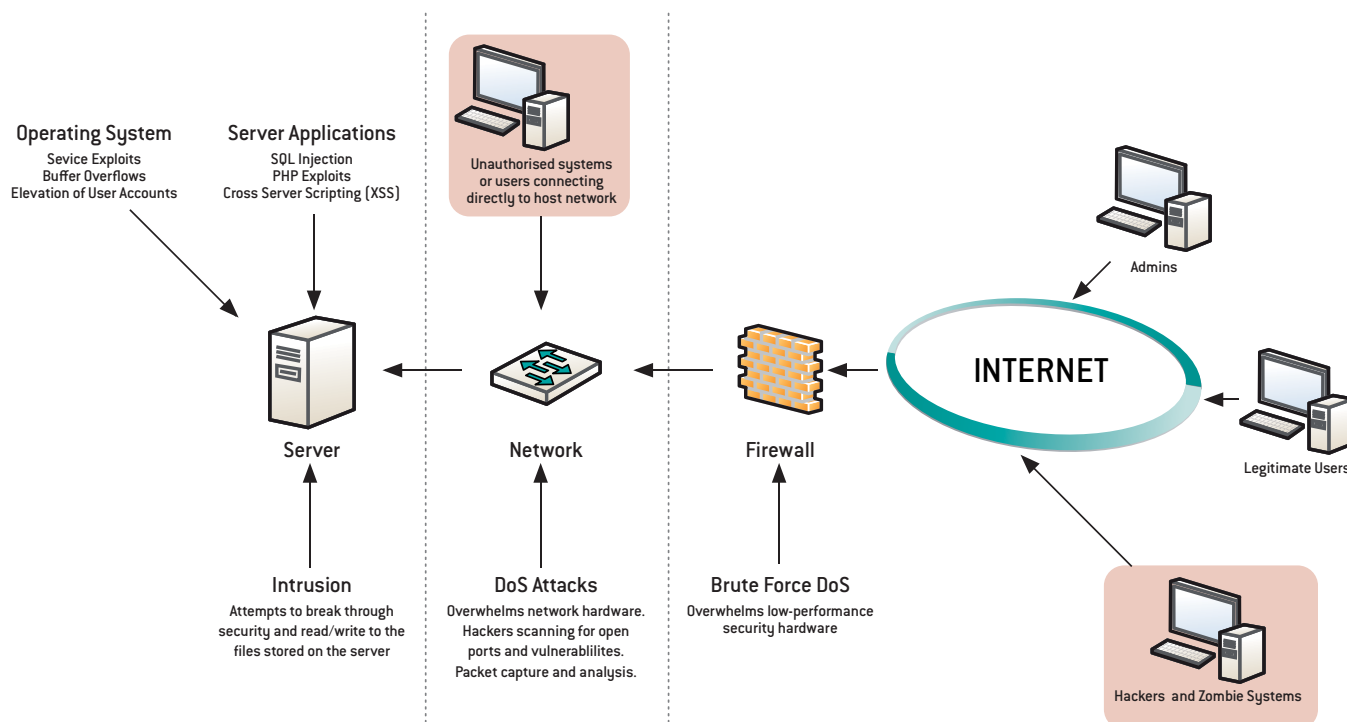 Operating System
Sevice Exploits
Buffer Overflows
Elevation of User Accounts
Server Applications
SQL Injection
PHP Exploits
Cross Server Scripting (XSS)
Unauthorised systems
or users connecting
directly to host network
Admins
INTERNET
Legitimate Users
Server
Network
Firewall
Intrusion
Attempts to break through
security and read/write to the
files stored on the server
DoS Attacks
Overwhelms network hardware.
Hackers scanning for open
ports and vulnerablilites.
Packet capture and analysis.
Brute Force DoS
Overwhelms low-performance
security hardware
Hackers and Zombie Systems